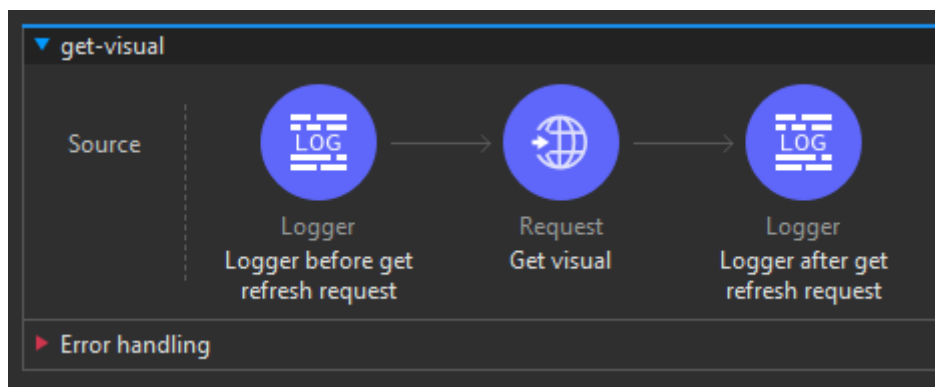 get-visual
Source
LOG
LOG
Logger
Request
Logger
Logger before get
refresh request
Get visual
Logger after get
refresh request
Error handling